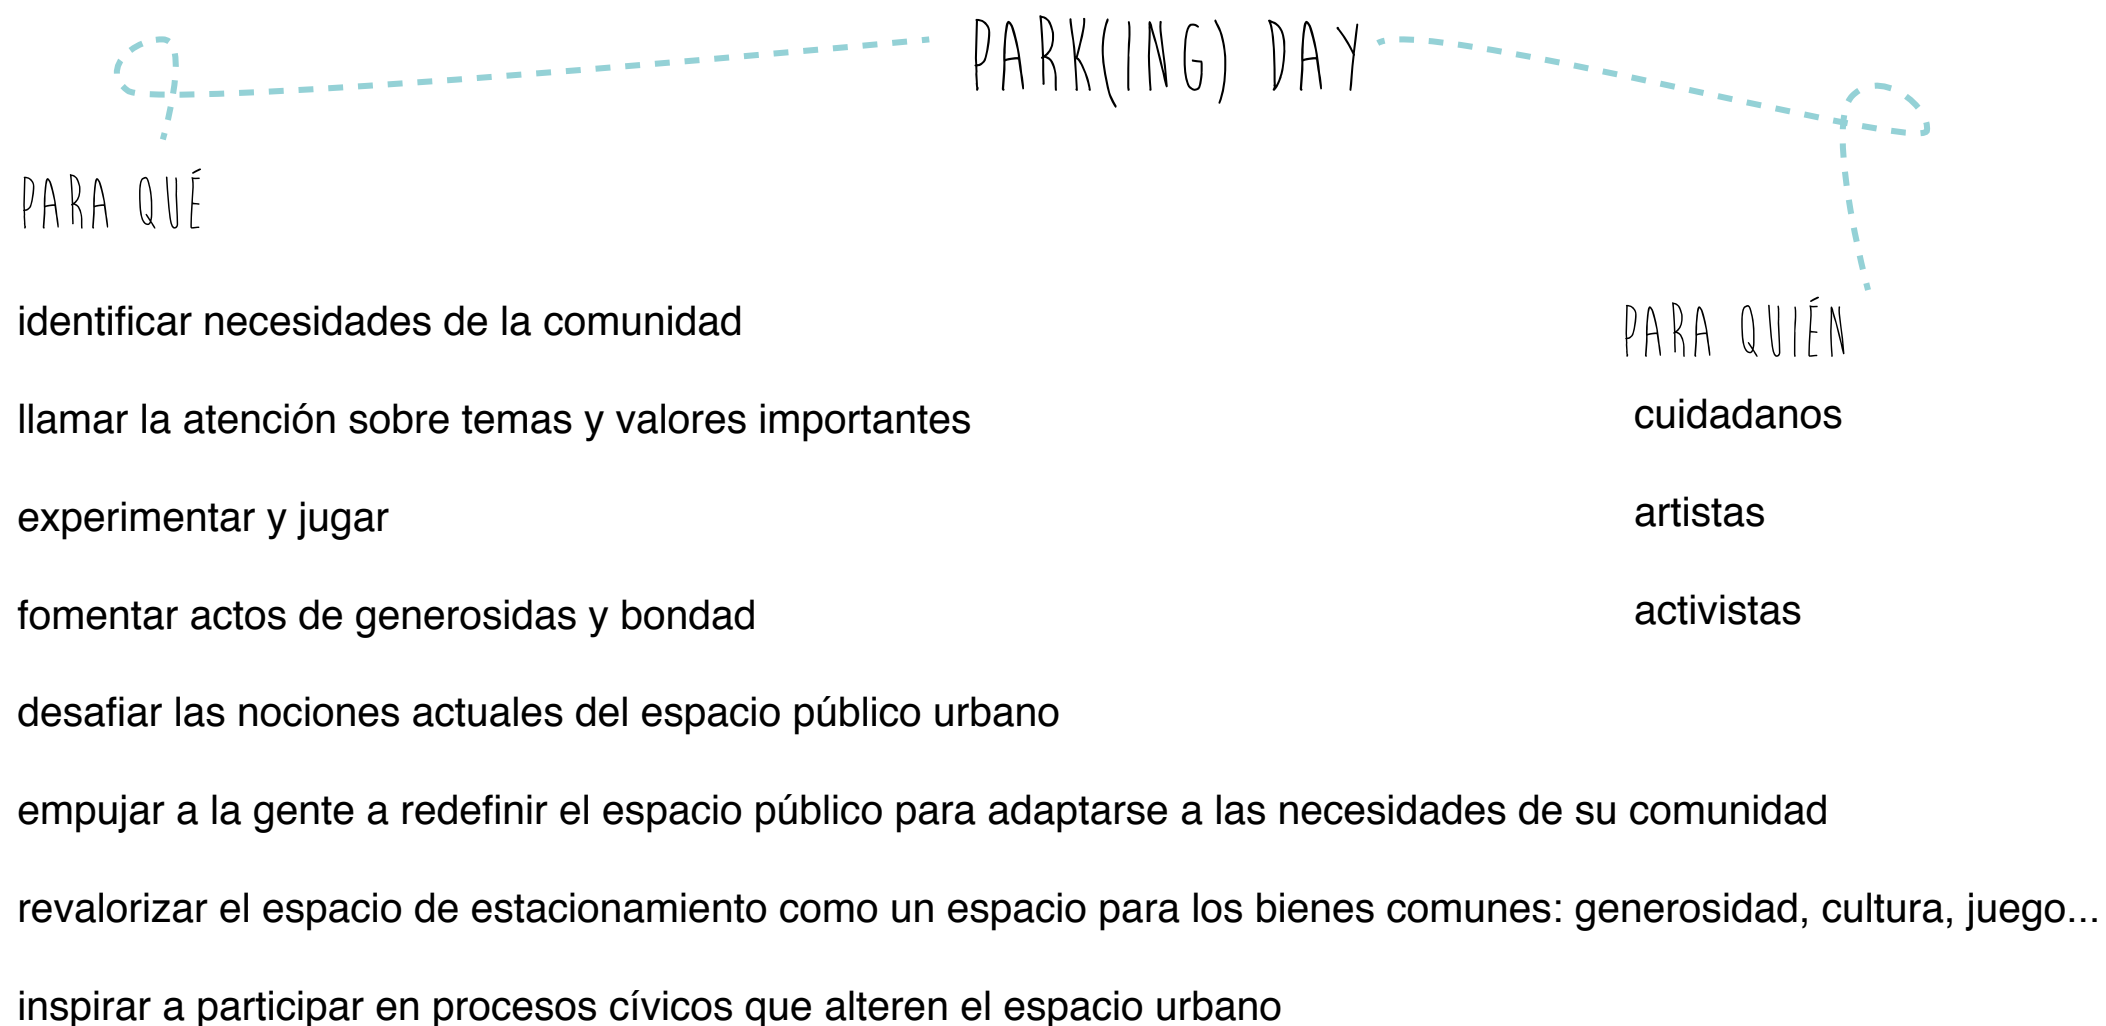 PARK(ING) DAY
PARA QUÉ
identificar necesidades de la comunidad
llamar la atención sobre temas y valores importantes
experimentar y jugar
fomentar actos de generosidas y bondad
desafiar las nociones actuales del espacio público urbano
empujar a la gente a redefinir el espacio público para adaptarse a las necesidades de su comunidad
revalorizar el espacio de estacionamiento como un espacio para los bienes comunes: generosidad, cultura, juego...
inspirar a participar en procesos cívicos que alteren el espacio urbano
PARA QUIÉN
cuidadanos
artistas
activistas